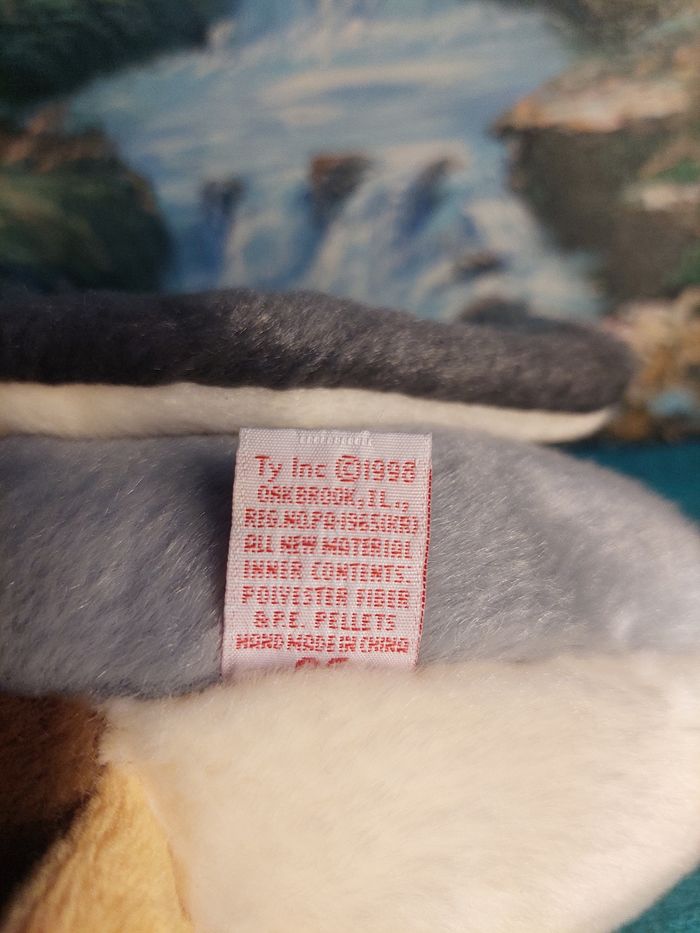 Ty Inc ©1998
OAKBROOK, IL.,
REG.NO.PA-1965(KR)
ALL NEW MATERIAL
INNER CONTENTS:
POLYESTER FIBER
& P.E. PELLETS
HAND MADE IN CHINA